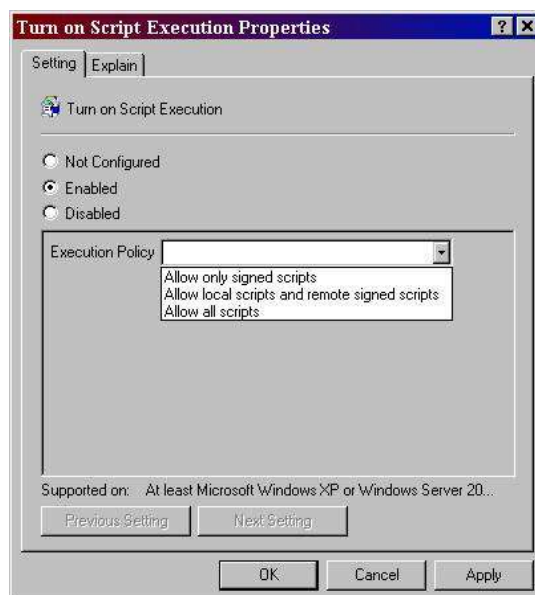 Turn on Script Execution Properties
Setting Explain
Turn on Script Execution
Not Configured
Enabled
Disabled
Execution Policy
Allow only signed scripts
Allow local scripts and remote signed scripts
Allow all scripts
Supported on: At least Microsoft Windows XP or Windows Server 20...
Previous Setting Next Setting
OK Cancel Apply